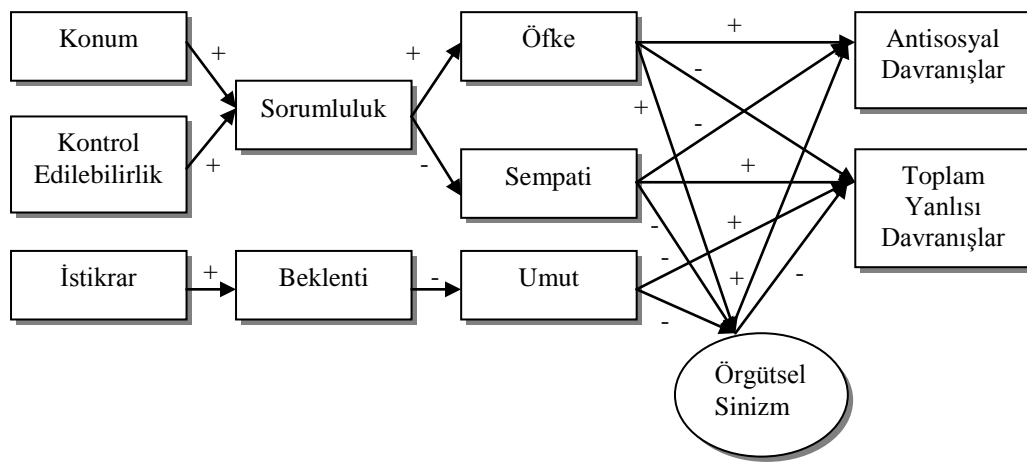 Konum
+
+
Öfke
+
Antisosyal
Davranışlar
-
Sorumluluk
+
-
Kontrol
Edilebilirlik
+
-
Sempati
+
Toplam
Yanlısı
Davranışlar
-
+
İstikrar
+
Beklenti
-
Umut
-
+
-
-
Örgütsel
Sinizm